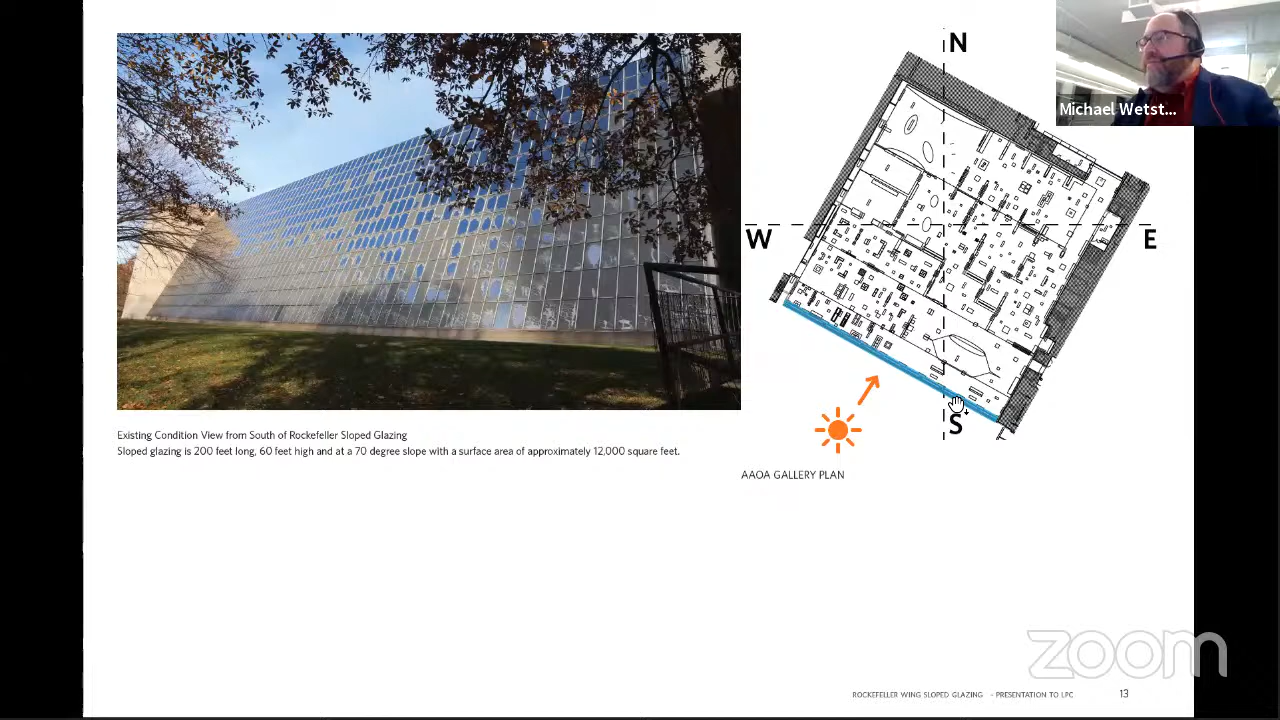 N
Michael Wetst...
W
E
S
Existing Condition View from South of Rockefeller Sloped Glazing
Sloped glazing is 200 feet long, 60 feet high and at a 70 degree slope with a surface area of approximately 12,000 square feet.
AAOA GALLERY PLAN
zoom
ROCKEFELLER WING SLOPED GLAZING - PRESENTATION TO LPC 13